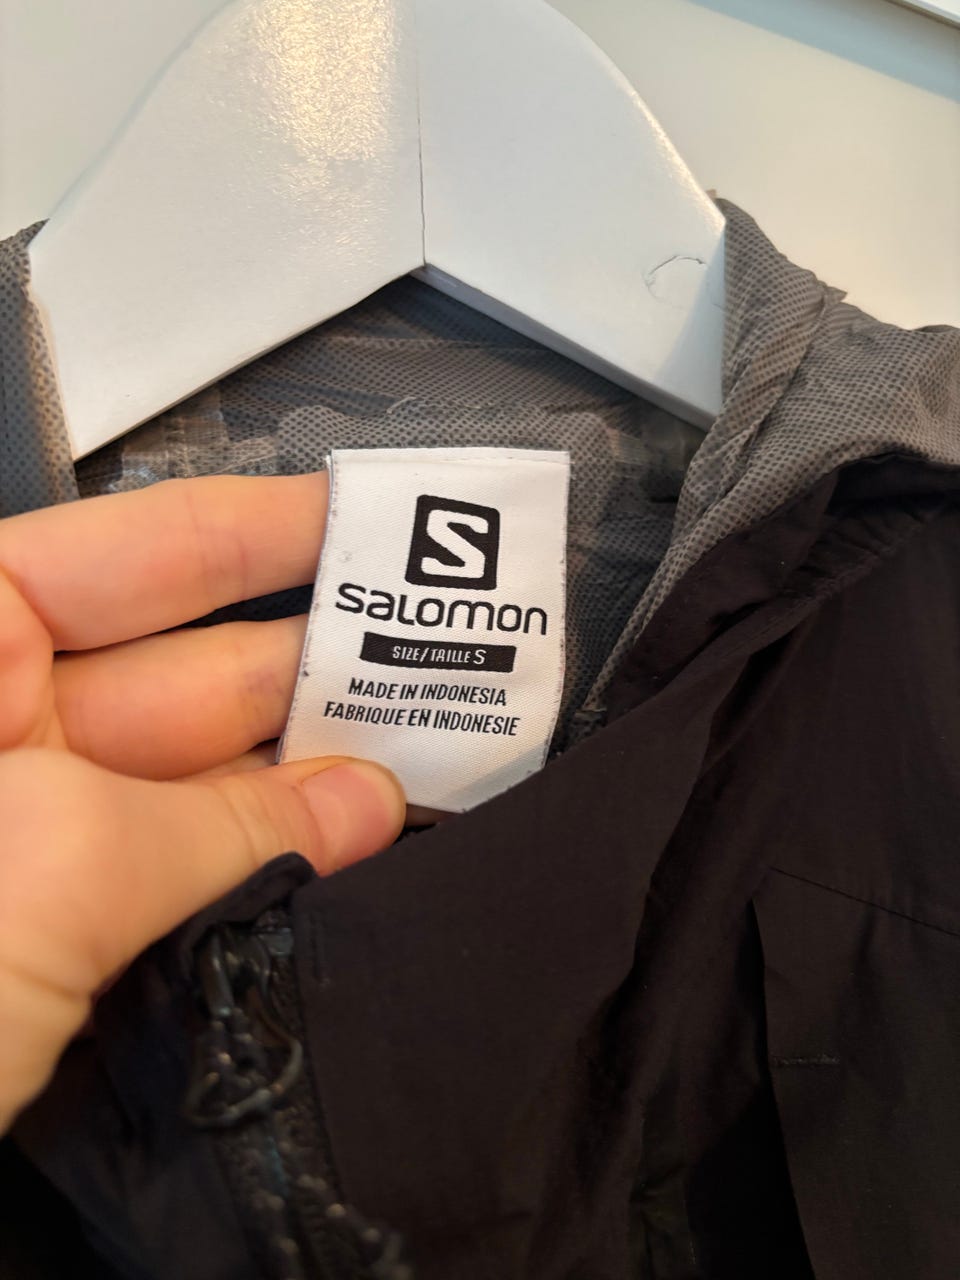 S
SALOMON
SIZE/TAILLE S
MADE IN INDONESIA
FABRIQUE EN INDONESIE